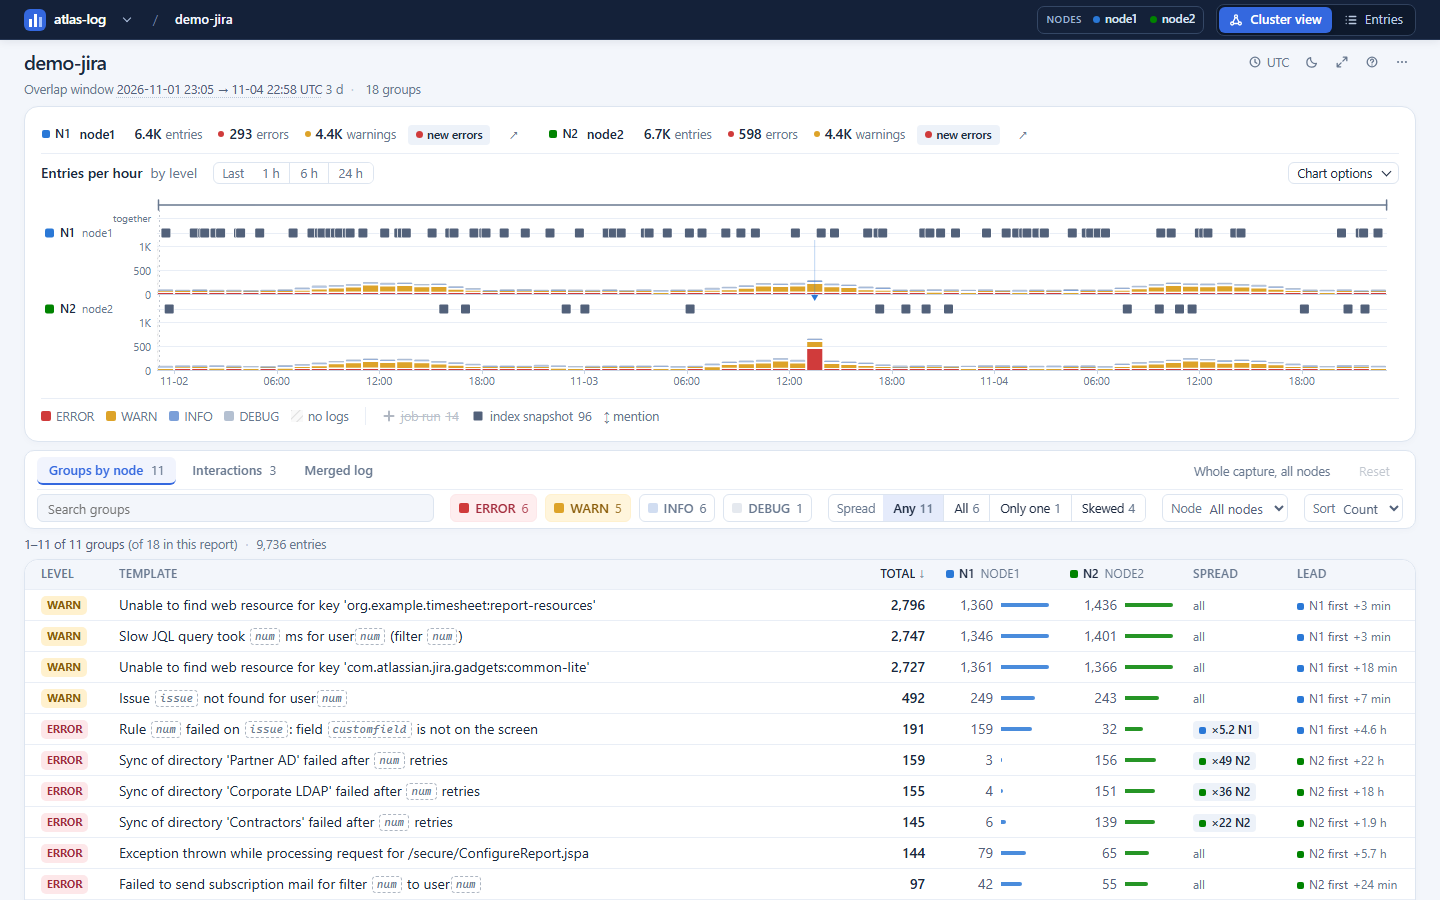 atlas-log / demo-jira NODES node1 node2 Cluster view Entries
demo-jira UTC
Overlap window 2026-11-01 23:05 → 11-04 22:58 UTC 3 d · 18 groups
N1 node1 6.4K entries 293 errors 4.4K warnings new errors ↗ N2 node2 6.7K entries 598 errors 4.4K warnings new errors ↗
Entries per hour by level Last 1 h 6 h 24 h Chart options
together
N1 node1
1K
500
0
N2 node2
1K
500
0
11-02 06:00 12:00 18:00 11-03 06:00 12:00 18:00 11-04 06:00 12:00 18:00
ERROR WARN INFO DEBUG no logs job run 14 index snapshot 96 mention
Groups by node 11 Interactions 3 Merged log Whole capture, all nodes Reset
Search groups ERROR 6 WARN 5 INFO 6 DEBUG 1 Spread Any 11 All 6 Only one 1 Skewed 4 Node All nodes Sort Count
1–11 of 11 groups (of 18 in this report) · 9,736 entries
LEVEL TEMPLATE TOTAL ↓ N1 NODE1 N2 NODE2 SPREAD LEAD
WARN Unable to find web resource for key 'org.example.timesheet:report-resources' 2,796 1,360 1,436 all N1 first +3 min
WARN Slow JQL query took num ms for user num (filter num) 2,747 1,346 1,401 all N1 first +3 min
WARN Unable to find web resource for key 'com.atlassian.jira.gadgets:common-lite' 2,727 1,361 1,366 all N1 first +18 min
WARN Issue issue not found for user num 492 249 243 all N1 first +7 min
ERROR Rule num failed on issue: field customfield is not on the screen 191 159 32 ×5.2 N1 N1 first +4.6 h
ERROR Sync of directory 'Partner AD' failed after num retries 159 3 156 ×49 N2 N2 first +22 h
ERROR Sync of directory 'Corporate LDAP' failed after num retries 155 4 151 ×36 N2 N2 first +18 h
ERROR Sync of directory 'Contractors' failed after num retries 145 6 139 ×22 N2 N2 first +1.9 h
ERROR Exception thrown while processing request for /secure/ConfigureReport.jspa 144 79 65 all N2 first +5.7 h
ERROR Failed to send subscription mail for filter num to user num 97 42 55 all N2 first +24 min